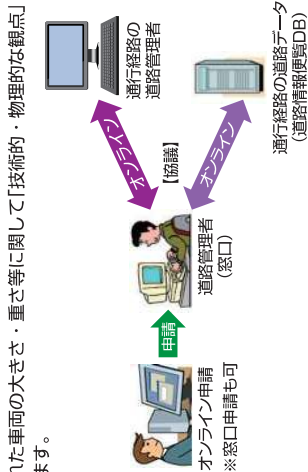 れた車両の大きさ・重さ等に関して「技術的・物理的な観点」
ます。
オンライン申請
※窓口申請も可
申請
道路管理者
（窓口）
オンライン
【協議】
オンライン
通行経路の
道路管理者
通行経路の道路データ
（道路情報便覧DB）